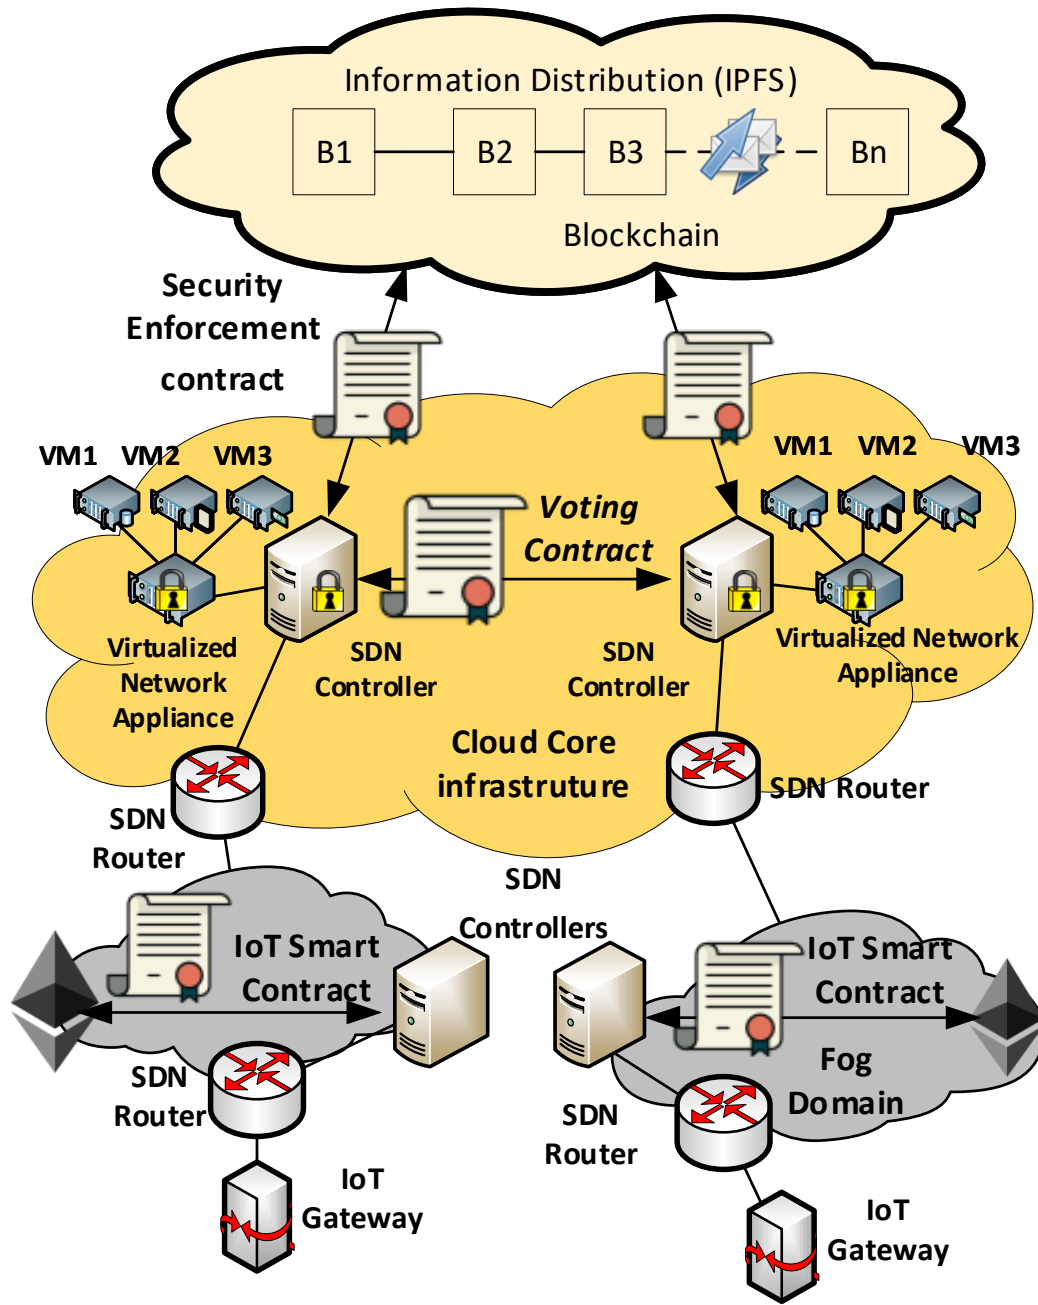 Information Distribution (IPFS)
B1
B2
B3
Bn
Blockchain
Security
Enforcement
contract
VM1
VM2
VM3
VM1
VM2
VM3
Voting
Contract
Virtualized
Network
Appliance
SDN
Controller
SDN
Controller
Virtualized Network
Appliance
Cloud Core
infrastruture
SDN
Router
SDN Router
SDN
Controllers
IoT Smart
Contract
IoT Smart
Contract
Fog
Domain
SDN
Router
SDN
Router
IoT
Gateway
IoT
Gateway